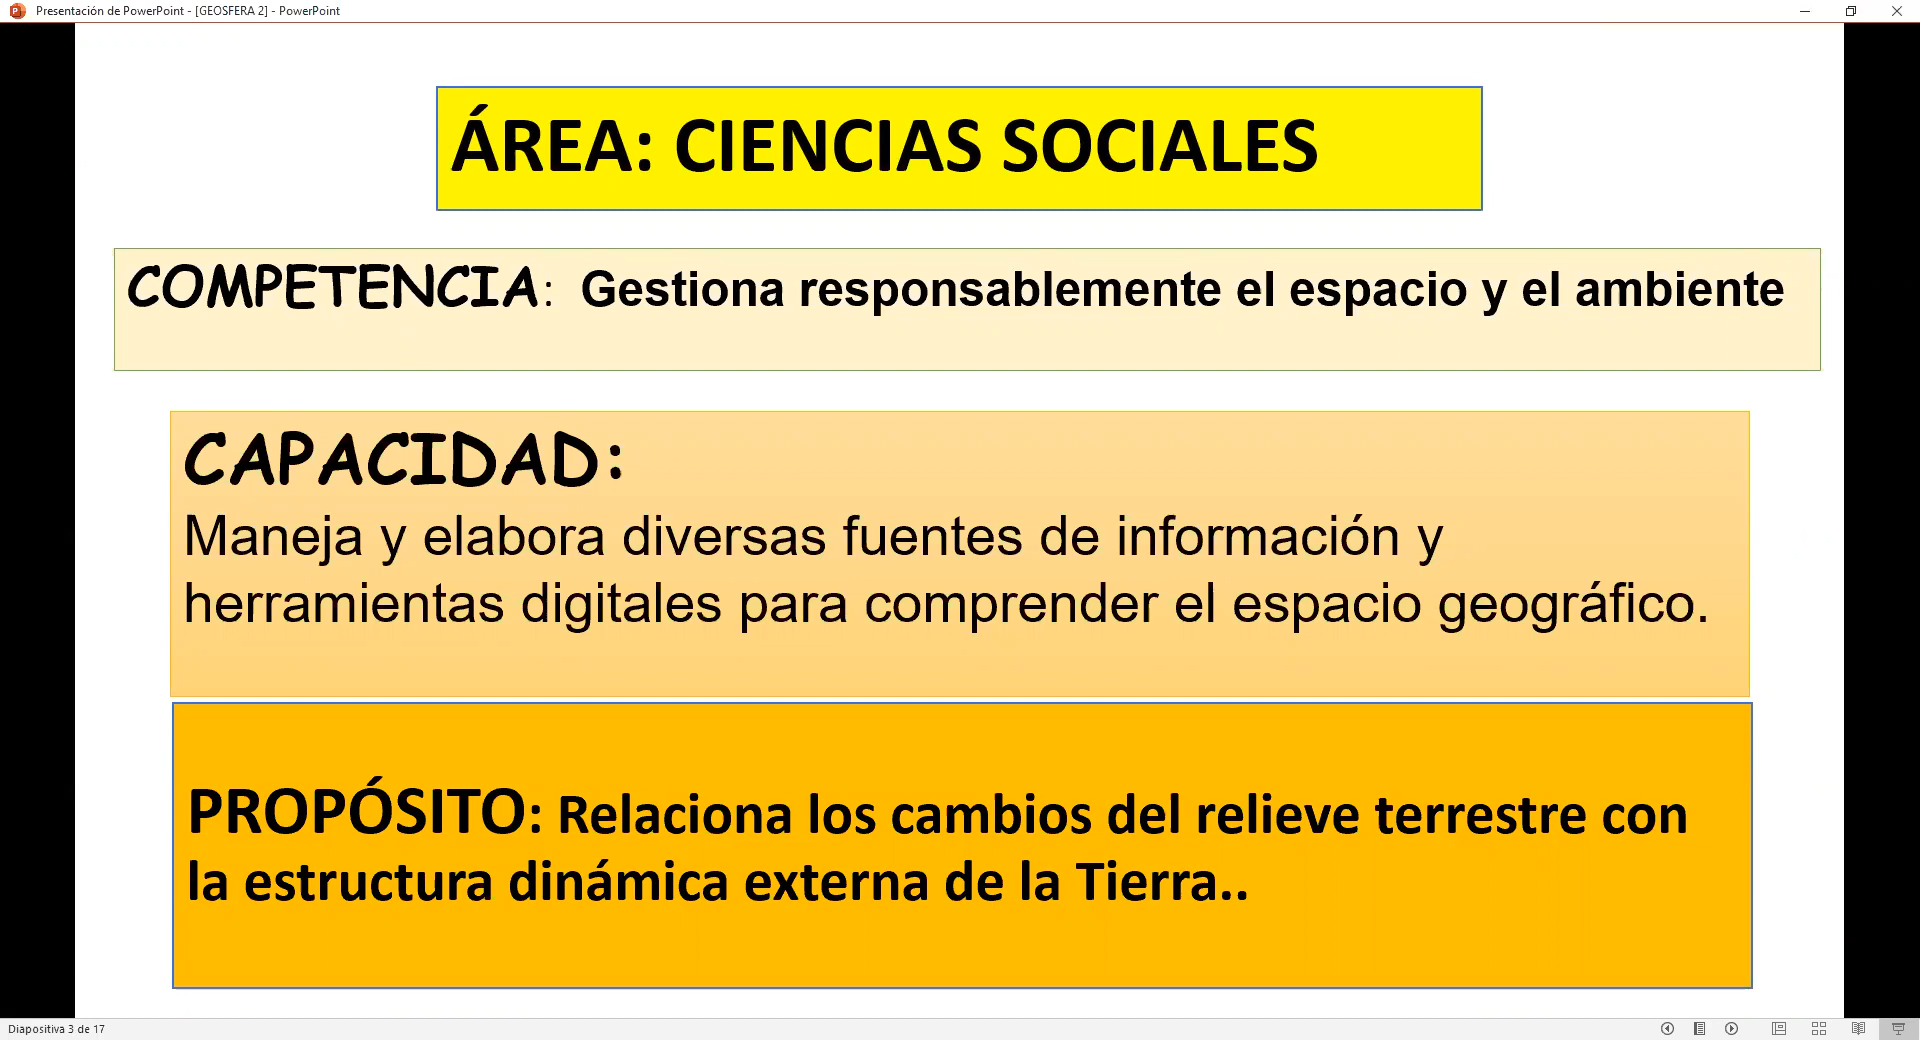 Presentación de PowerPoint - [GEOSFERA 2] - PowerPoint
ÁREA: CIENCIAS SOCIALES
COMPETENCIA: Gestiona responsablemente el espacio y el ambiente
CAPACIDAD:
Maneja y elabora diversas fuentes de información y
herramientas digitales para comprender el espacio geográfico.
PROPÓSITO: Relaciona los cambios del relieve terrestre con
la estructura dinámica externa de la Tierra..
Diapositiva 3 de 17